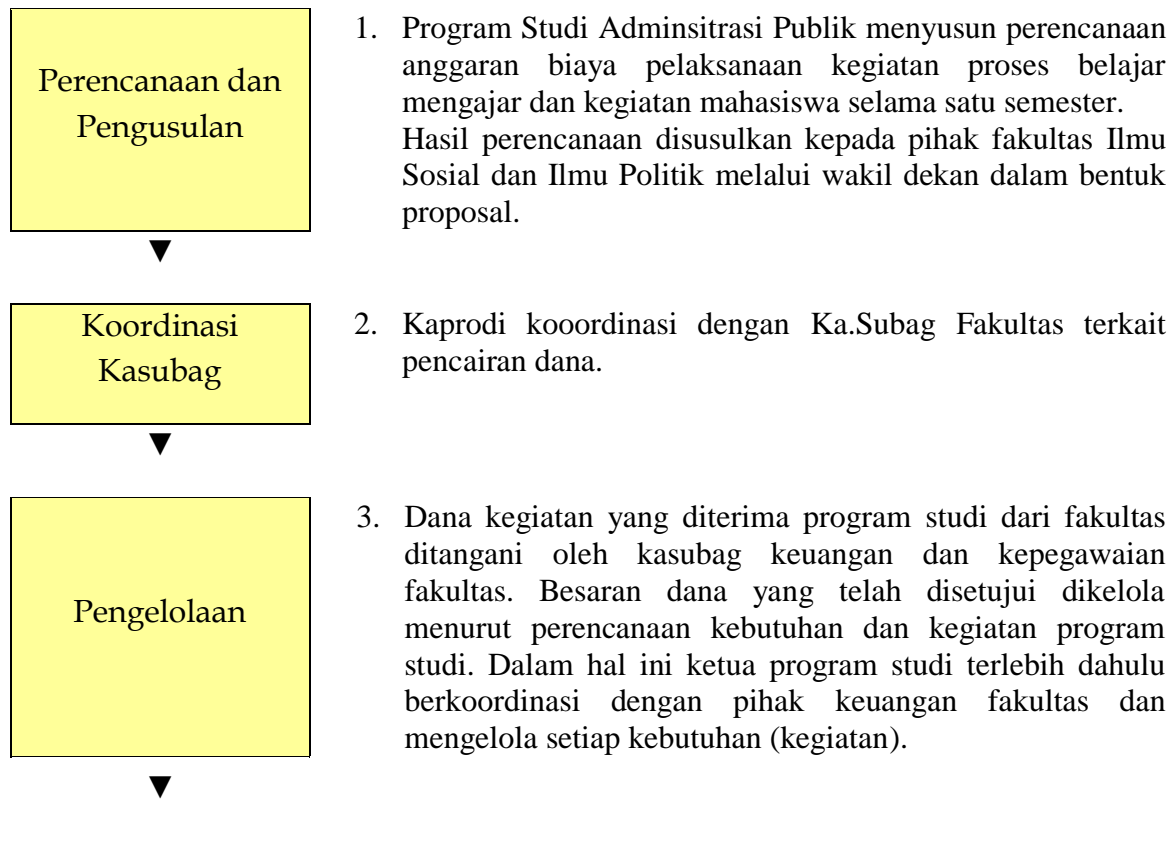 Perencanaan dan
Pengusulan
1. Program Studi Adminsitrasi Publik menyusun perencanaan
anggaran biaya pelaksanaan kegiatan proses belajar
mengajar dan kegiatan mahasiswa selama satu semester.
Hasil perencanaan disusulkan kepada pihak fakultas Ilmu
Sosial dan Ilmu Politik melalui wakil dekan dalam bentuk
proposal.
Koordinasi
Kasubag
2. Kaprodi kooordinasi dengan Ka.Subag Fakultas terkait
pencairan dana.
Pengelolaan
3. Dana kegiatan yang diterima program studi dari fakultas
ditangani oleh kasubag keuangan dan kepegawaian
fakultas. Besaran dana yang telah disetujui dikelola
menurut perencanaan kebutuhan dan kegiatan program
studi. Dalam hal ini ketua program studi terlebih dahulu
berkoordinasi dengan pihak keuangan fakultas dan
mengelola setiap kebutuhan (kegiatan).